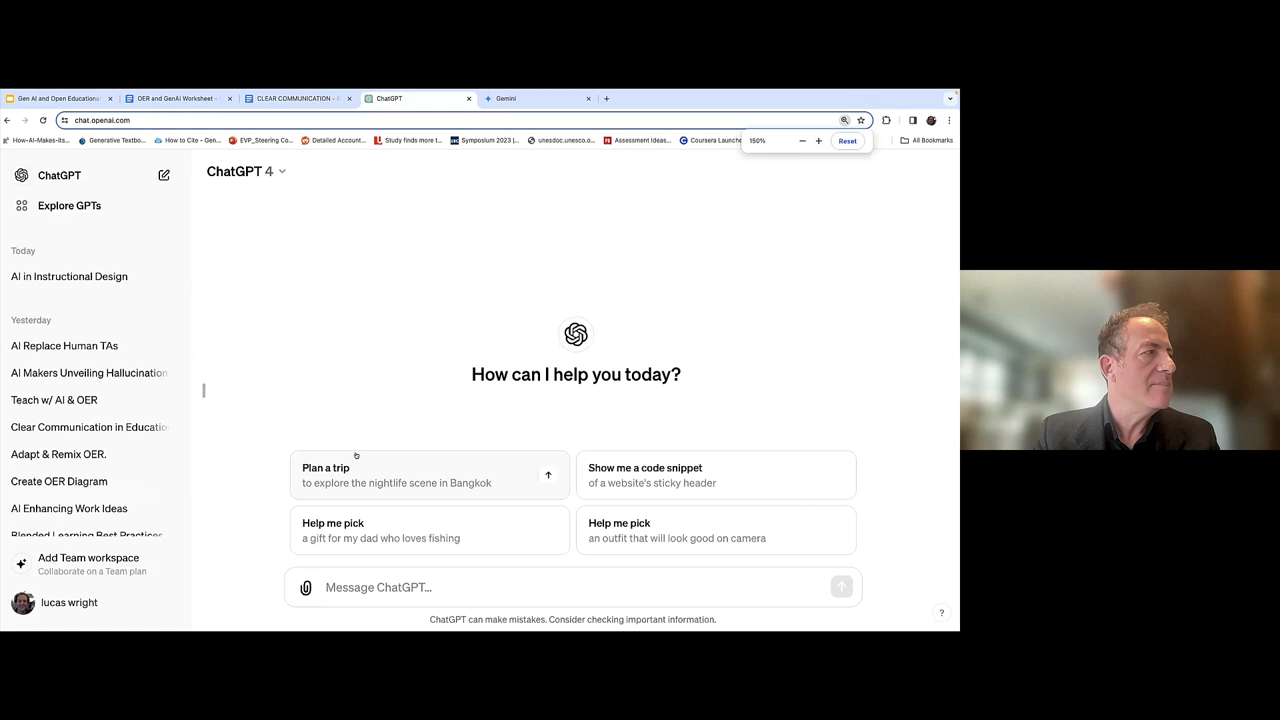 Gen AI and Open Educationa
OER and GenAI Worksheet -
CLEAR COMMUNICATION -
ChatGPT
Gemini
chat.openai.com
How-AI-Makes-its...
Generative Textbo...
How to Cite - Gen...
EVP_Steering Co...
Detailed Account...
Study finds more t...
Symposium 2023 |...
unesdoc.unesco.o...
Assessment Ideas...
Coursera Launche
All Bookmarks
150%
Reset
ChatGPT
Explore GPTs
Today
AI in Instructional Design
Yesterday
AI Replace Human TAs
AI Makers Unveiling Hallucination
Teach w/ AI & OER
Clear Communication in Educatio
Adapt & Remix OER.
Create OER Diagram
AI Enhancing Work Ideas
Blended Learning Best Practices
Add Team workspace
Collaborate on a Team plan
lucas wright
ChatGPT 4
How can I help you today?
Plan a trip
to explore the nightlife scene in Bangkok
Show me a code snippet
of a website's sticky header
Help me pick
a gift for my dad who loves fishing
Help me pick
an outfit that will look good on camera
Message ChatGPT...
ChatGPT can make mistakes. Consider checking important information.
?